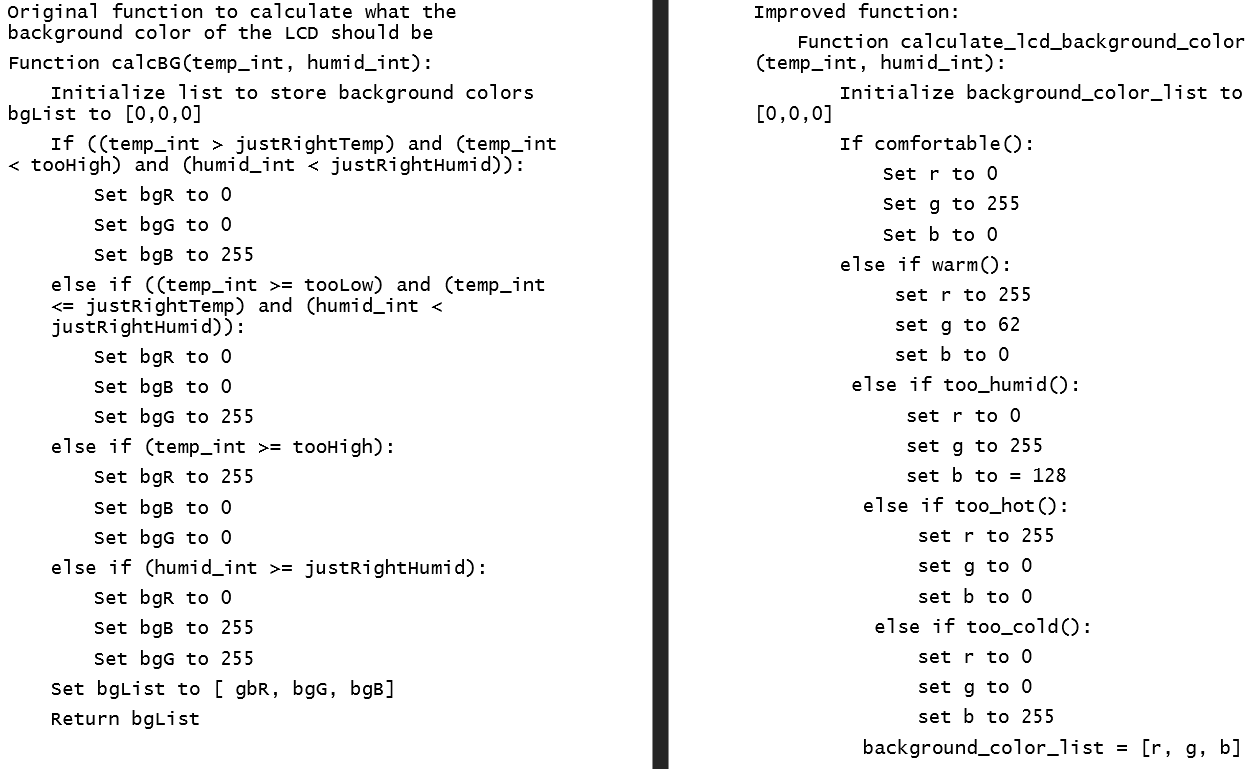 Original function to calculate what the
background color of the LCD should be
Function calcBG(temp_int, humid_int):
Initialize list to store background colors
bgList to [0,0,0]
If ((temp_int > justRightTemp) and (temp_int
< tooHigh) and (humid_int < justRightHumid)):
Set bgR to 0
Set bgG to 0
Set bgB to 255
else if ((temp_int >= tooLow) and (temp_int
<= justRightTemp) and (humid_int <
justRightHumid)):
Set bgR to 0
Set bgB to 0
Set bgG to 255
else if (temp_int >= tooHigh):
Set bgR to 255
Set bgB to 0
Set bgG to 0
else if (humid_int >= justRightHumid):
Set bgR to 0
Set bgB to 255
Set bgG to 255
Set bgList to [ gbR, bgG, bgB]
Return bgList
Improved function:
Function calculate_lcd_background_color
(temp_int, humid_int):
Initialize background_color_list to
[0,0,0]
If comfortable():
Set r to 0
Set g to 255
Set b to 0
else if warm():
set r to 255
set g to 62
set b to 0
else if too_humid():
set r to 0
set g to 255
set b to = 128
else if too_hot():
set r to 255
set g to 0
set b to 0
else if too_cold():
set r to 0
set g to 0
set b to 255
background_color_list = [r, g, b]